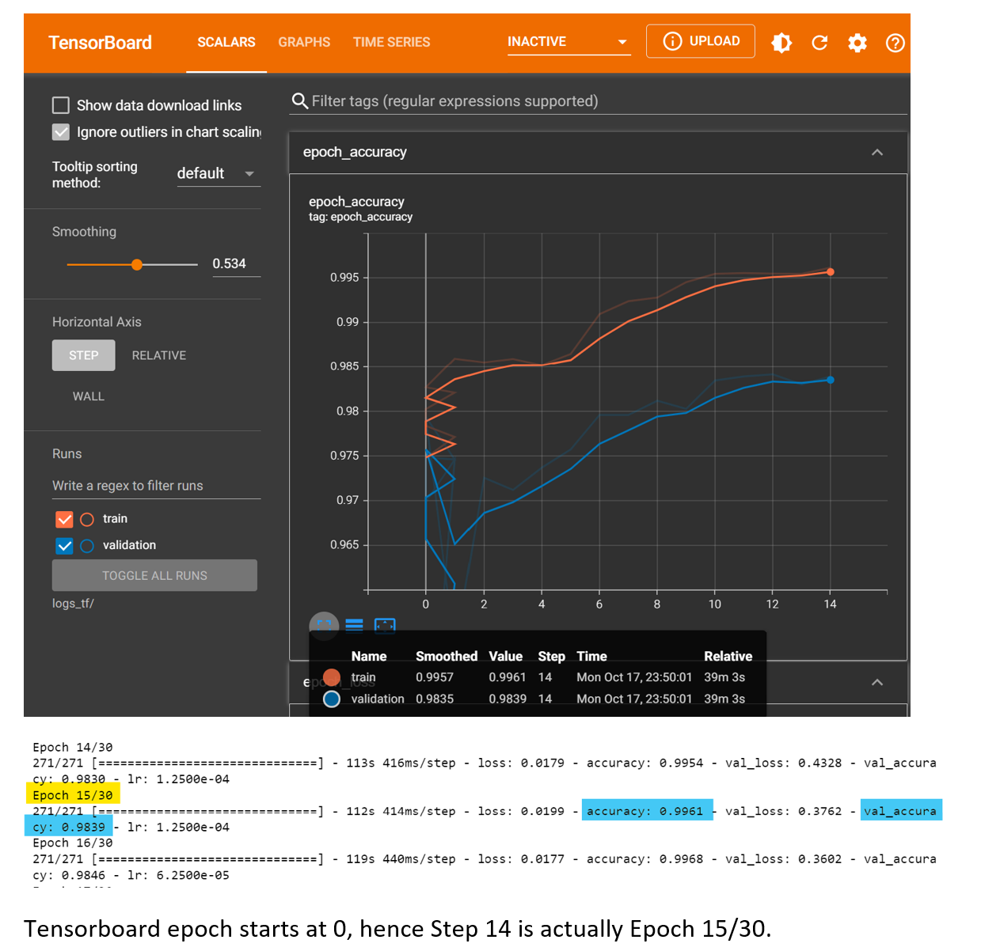 TensorBoard SCALARS GRAPHS TIME SERIES INACTIVE UPLOAD
Show data download links
Ignore outliers in chart scalin
Tooltip sorting
method:
default
Smoothing
0.534
Horizontal Axis
STEP RELATIVE
WALL
Runs
Write a regex to filter runs
train
validation
TOGGLE ALL RUNS
logs_tf/
Filter tags (regular expressions supported)
epoch_accuracy
epoch_accuracy
tag: epoch_accuracy
0.995
0.99
0.985
0.98
0.975
0.97
0.965
0 2 4 6 8 10 12 14
epoch_loss
Name Smoothed Value Step Time Relative
train 0.9957 0.9961 14 Mon Oct 17, 23:50:01 39m 3s
validation 0.9835 0.9839 14 Mon Oct 17, 23:50:01 39m 3s
Epoch 14/30
271/271 [==============================] - 113s 416ms/step - loss: 0.0179 - accuracy: 0.9954 - val_loss: 0.4328 - val_accura
cy: 0.9830 - lr: 1.2500e-04
Epoch 15/30
271/271 [==============================] - 112s 414ms/step - loss: 0.0199 - accuracy: 0.9961 - val_loss: 0.3762 - val_accura
cy: 0.9839 - lr: 1.2500e-04
Epoch 16/30
271/271 [==============================] - 119s 440ms/step - loss: 0.0177 - accuracy: 0.9968 - val_loss: 0.3602 - val_accura
cy: 0.9846 - lr: 6.2500e-05
Tensorboard epoch starts at 0, hence Step 14 is actually Epoch 15/30.